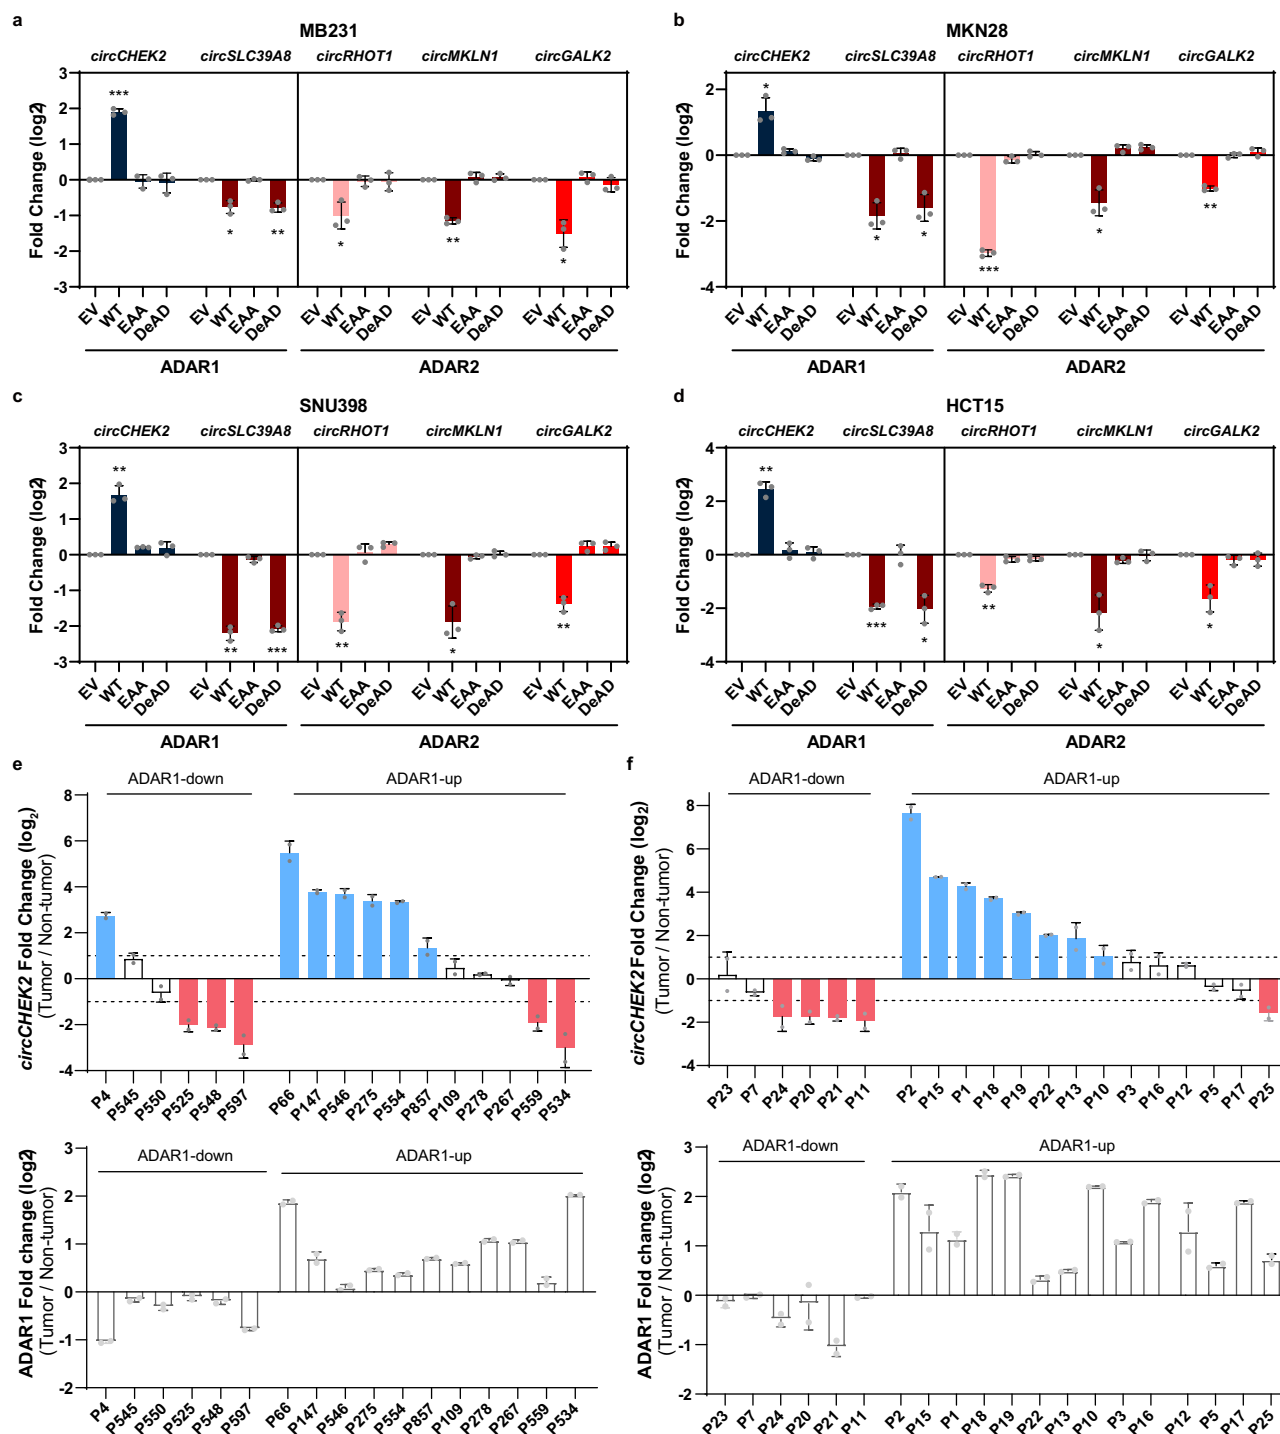 a
MB231
circCHEK2 circSLC39A8 circRHOT1 circMKLN1 circGALK2
Fold Change (log2)
3
2
1
0
-1
-2
-3
***
*
**
*
**
*
EV WT EAA DeAD EV WT EAA DeAD EV WT EAA DeAD EV WT EAA DeAD EV WT EAA DeAD
ADAR1 ADAR2
b
MKN28
circCHEK2 circSLC39A8 circRHOT1 circMKLN1 circGALK2
Fold Change (log2)
2
0
-2
-4
*
*
*
***
*
**
EV WT EAA DeAD EV WT EAA DeAD EV WT EAA DeAD EV WT EAA DeAD EV WT EAA DeAD
ADAR1 ADAR2
c
SNU398
circCHEK2 circSLC39A8 circRHOT1 circMKLN1 circGALK2
Fold Change (log2)
3
2
1
0
-1
-2
-3
**
**
***
**
*
**
EV WT EAA DeAD EV WT EAA DeAD EV WT EAA DeAD EV WT EAA DeAD EV WT EAA DeAD
ADAR1 ADAR2
d
HCT15
circCHEK2 circSLC39A8 circRHOT1 circMKLN1 circGALK2
Fold Change (log2)
4
2
0
-2
-4
**
***
*
**
*
*
EV WT EAA DeAD EV WT EAA DeAD EV WT EAA DeAD EV WT EAA DeAD EV WT EAA DeAD
ADAR1 ADAR2
e
ADAR1-down ADAR1-up
circCHEK2 Fold Change (log2)
(Tumor / Non-tumor)
8
6
4
2
0
-2
-4
P4 P545 P550 P525 P548 P597 P66 P147 P546 P275 P554 P857 P109 P278 P267 P559 P534
ADAR1-down ADAR1-up
ADAR1 Fold change (log2)
(Tumor / Non-tumor)
3
2
1
0
-1
-2
P4 P545 P550 P525 P548 P597 P66 P147 P546 P275 P554 P857 P109 P278 P267 P559 P534
f
ADAR1-down ADAR1-up
circCHEK2 Fold Change (log2)
(Tumor / Non-tumor)
8
6
4
2
0
-2
-4
P23 P7 P24 P20 P21 P11 P2 P15 P1 P18 P19 P22 P13 P10 P3 P16 P12 P5 P17 P25
ADAR1-down ADAR1-up
ADAR1 Fold change (log2)
(Tumor / Non-tumor)
3
2
1
0
-1
-2
P23 P7 P24 P20 P21 P11 P2 P15 P1 P18 P19 P22 P13 P10 P3 P16 P12 P5 P17 P25